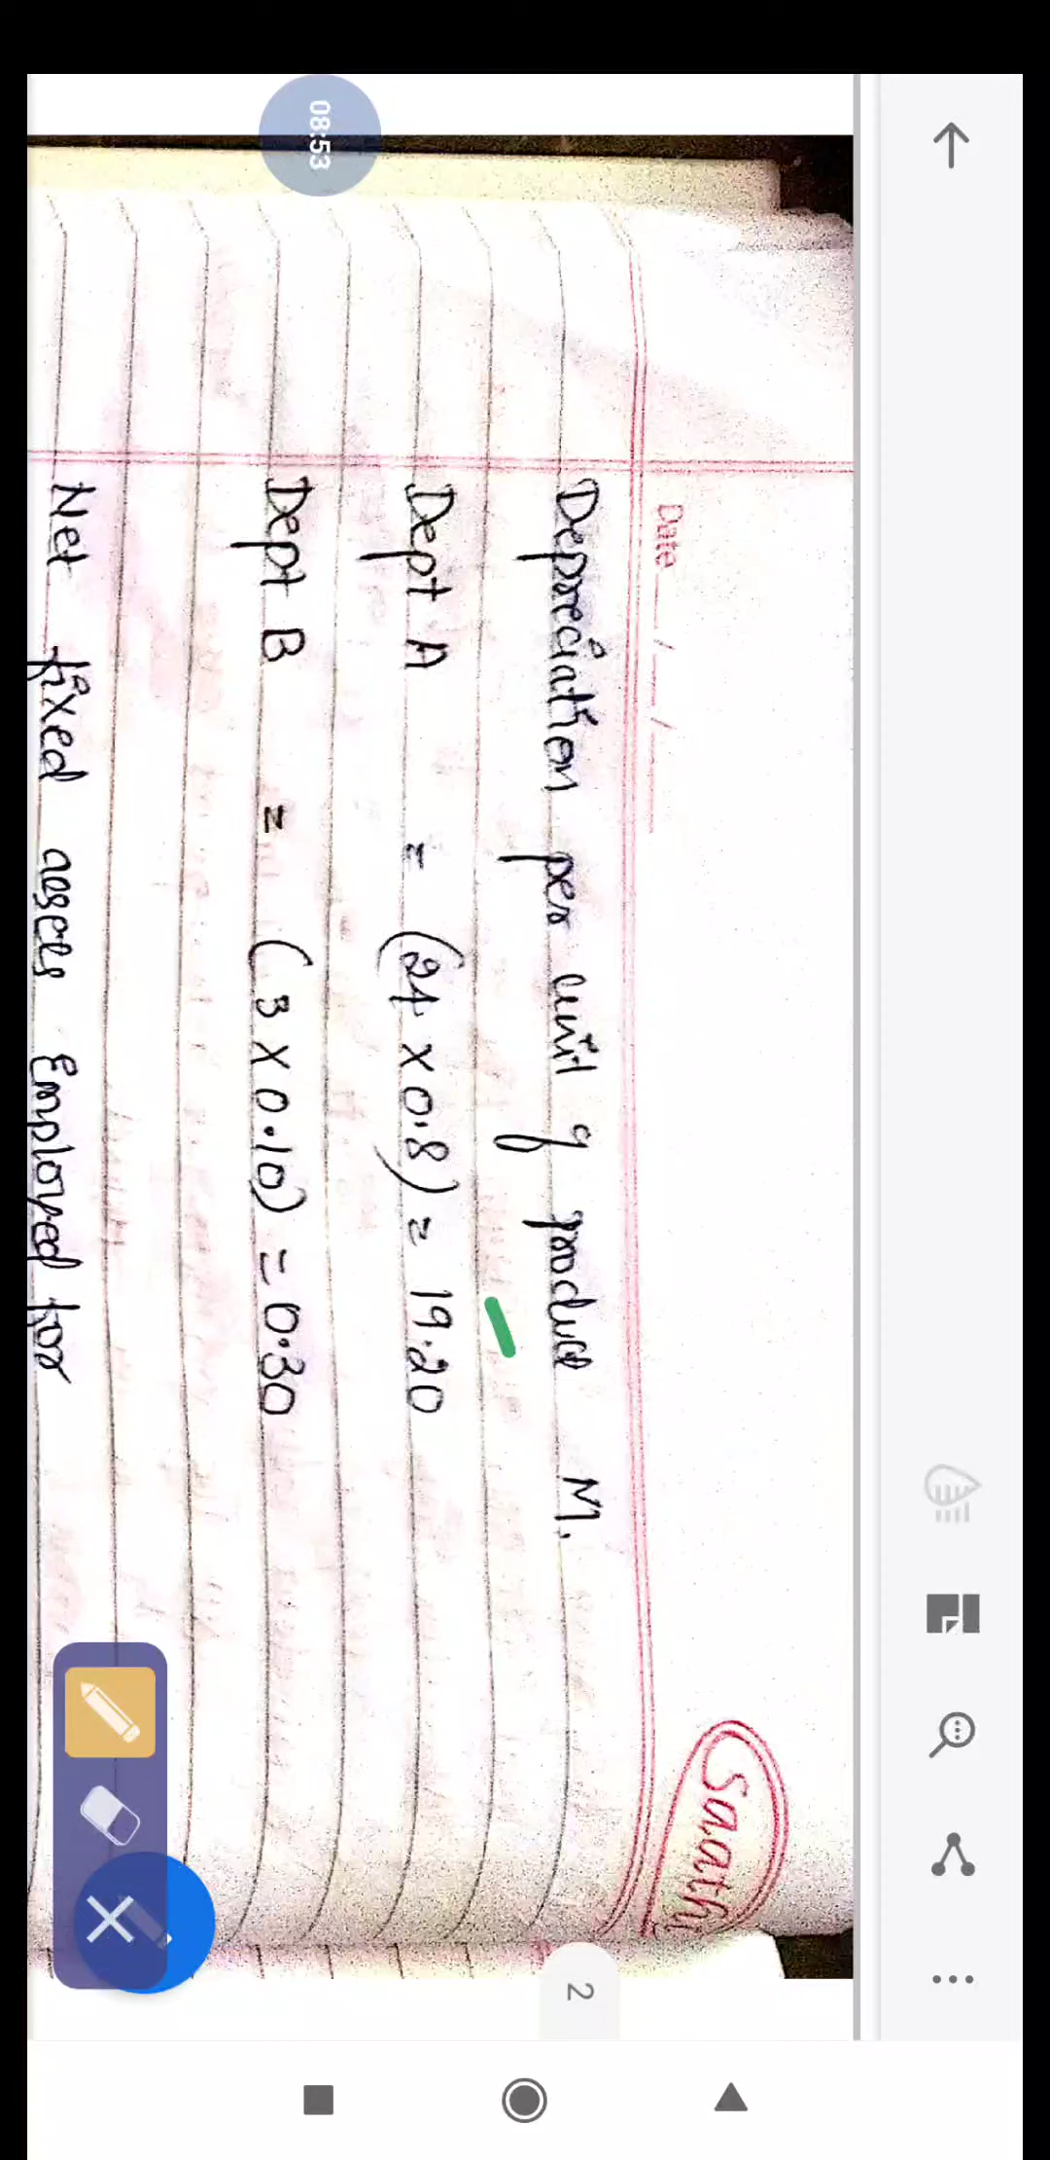 08:53
Date
Saathi
Depreciation per unit of produce M.
Dept A = (24 × 0.8) = 19.20
Dept B = (3 × 0.10) = 0.30
Net fixed assets Employed for
2